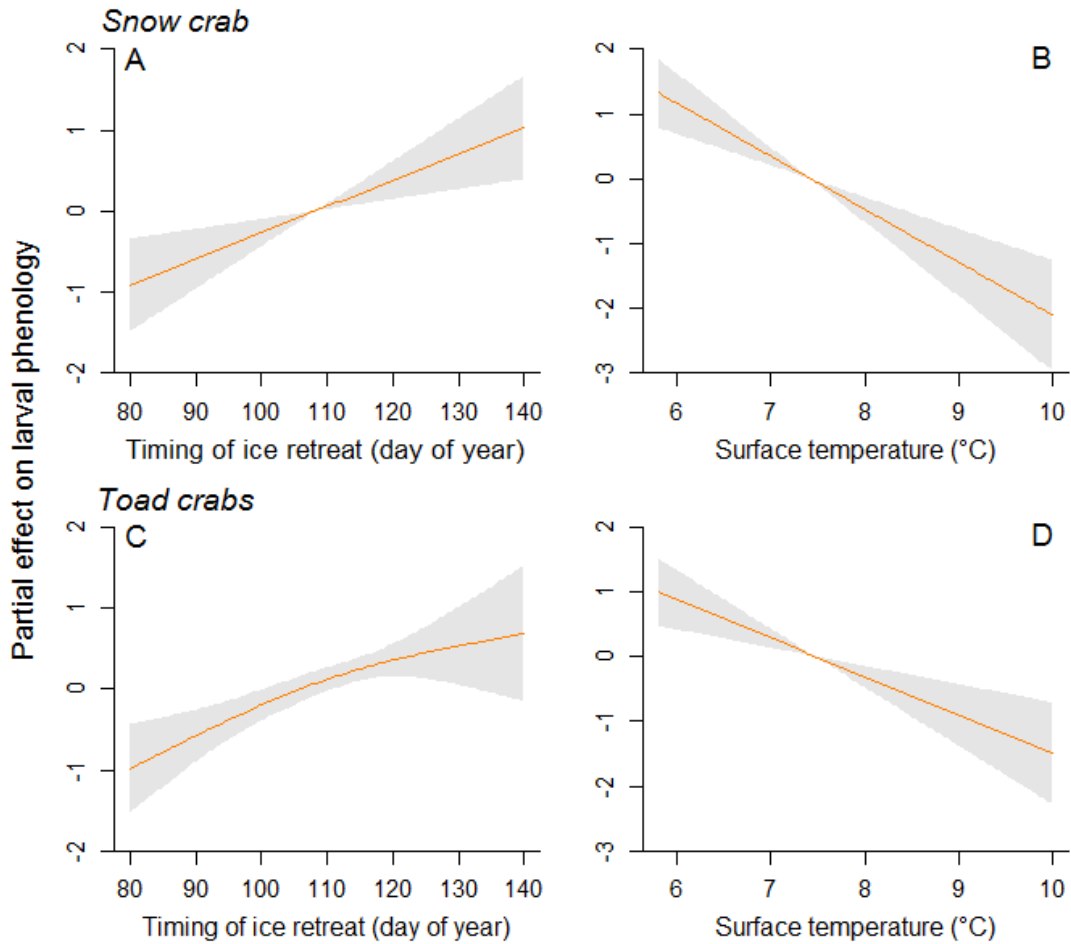 Partial effect on larval phenology
Snow crab
A
2
1
0
-1
-2
80 90 100 110 120 130 140
Timing of ice retreat (day of year)
B
2
1
0
-1
-2
-3
6 7 8 9 10
Surface temperature (°C)
Toad crabs
C
2
1
0
-1
-2
80 90 100 110 120 130 140
Timing of ice retreat (day of year)
D
2
1
0
-1
-2
-3
6 7 8 9 10
Surface temperature (°C)